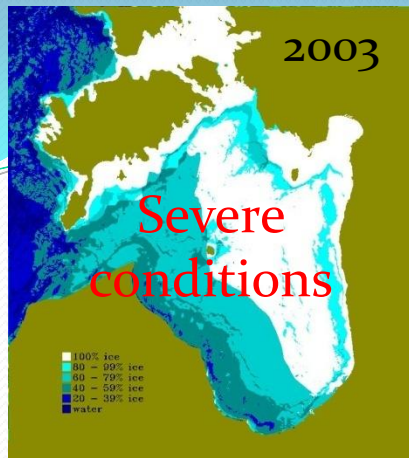 2003
Severe
conditions
100% ice
80 - 99% ice
60 - 79% ice
40 - 59% ice
20 - 39% ice
water